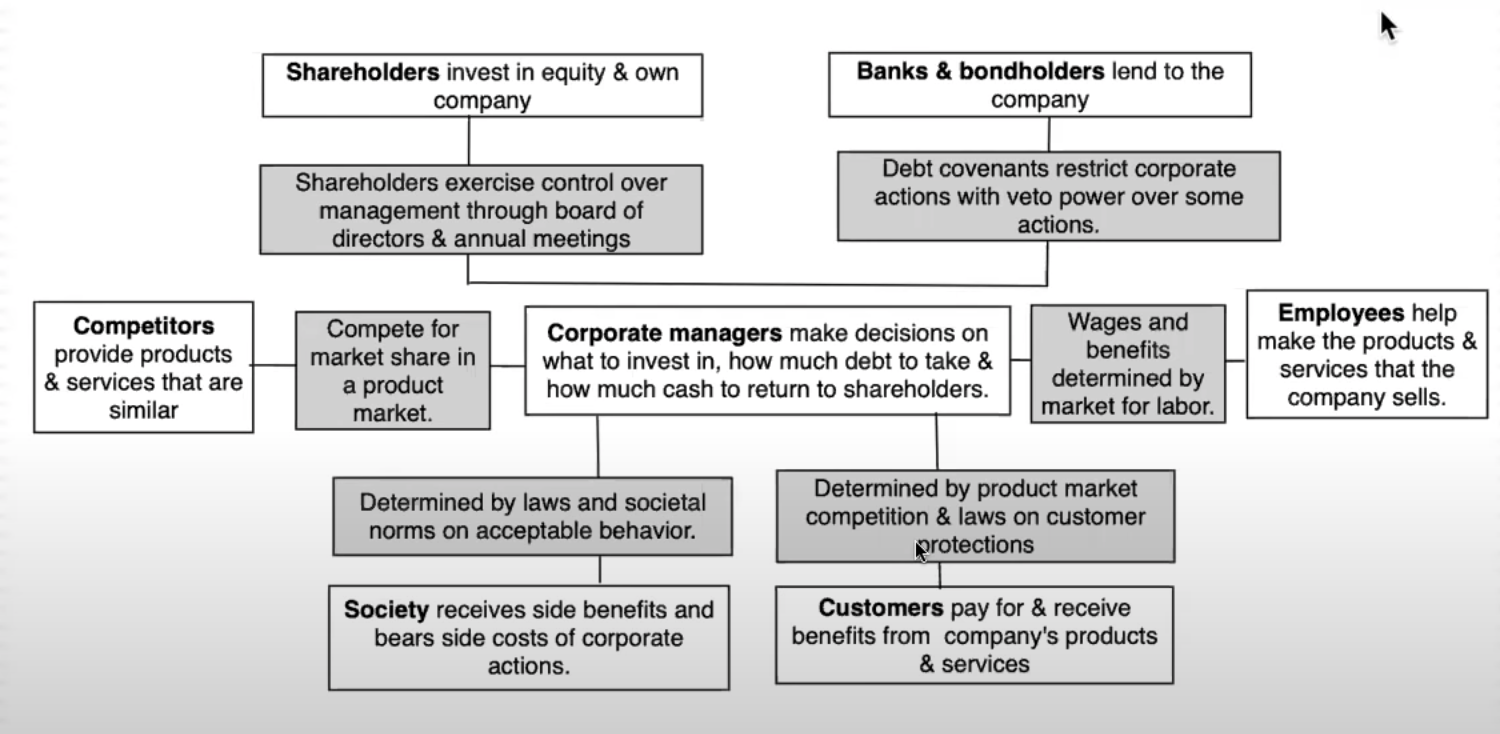 Shareholders invest in equity & own
company
Banks & bondholders lend to the
company
Shareholders exercise control over
management through board of
directors & annual meetings
Debt covenants restrict corporate
actions with veto power over some
actions.
Competitors
provide products
& services that are
similar
Compete for
market share in
a product
market.
Corporate managers make decisions on
what to invest in, how much debt to take &
how much cash to return to shareholders.
Wages and
benefits
determined by
market for labor.
Employees help
make the products &
services that the
company sells.
Determined by laws and societal
norms on acceptable behavior.
Determined by product market
competition & laws on customer
protections
Society receives side benefits and
bears side costs of corporate
actions.
Customers pay for & receive
benefits from company's products
& services